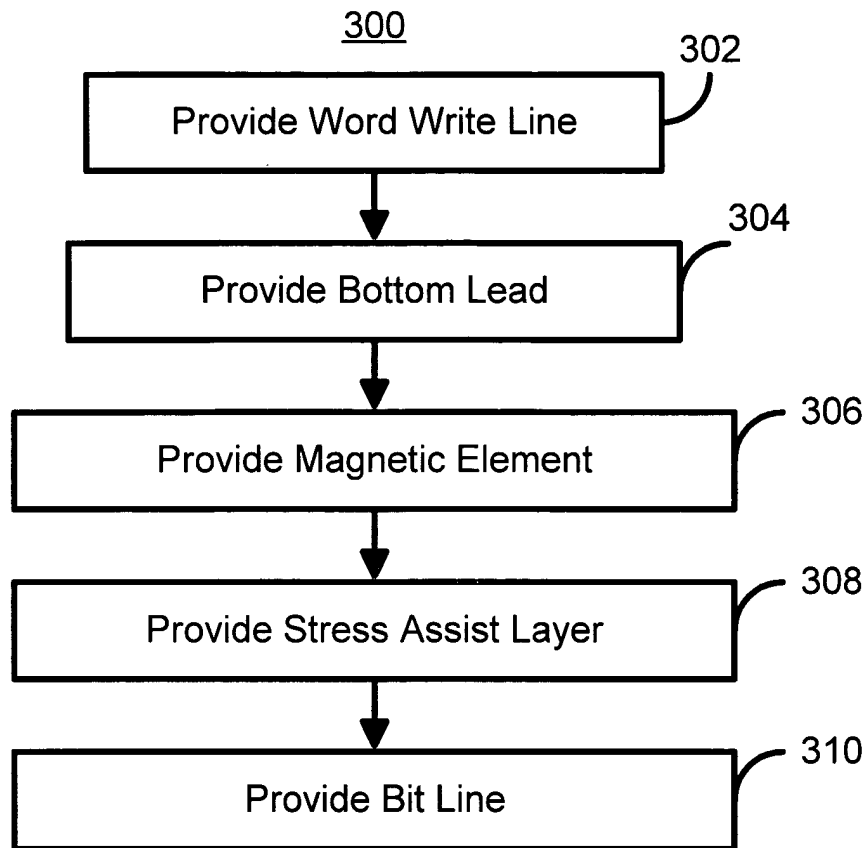 300
302
Provide Word Write Line
304
Provide Bottom Lead
306
Provide Magnetic Element
308
Provide Stress Assist Layer
310
Provide Bit Line